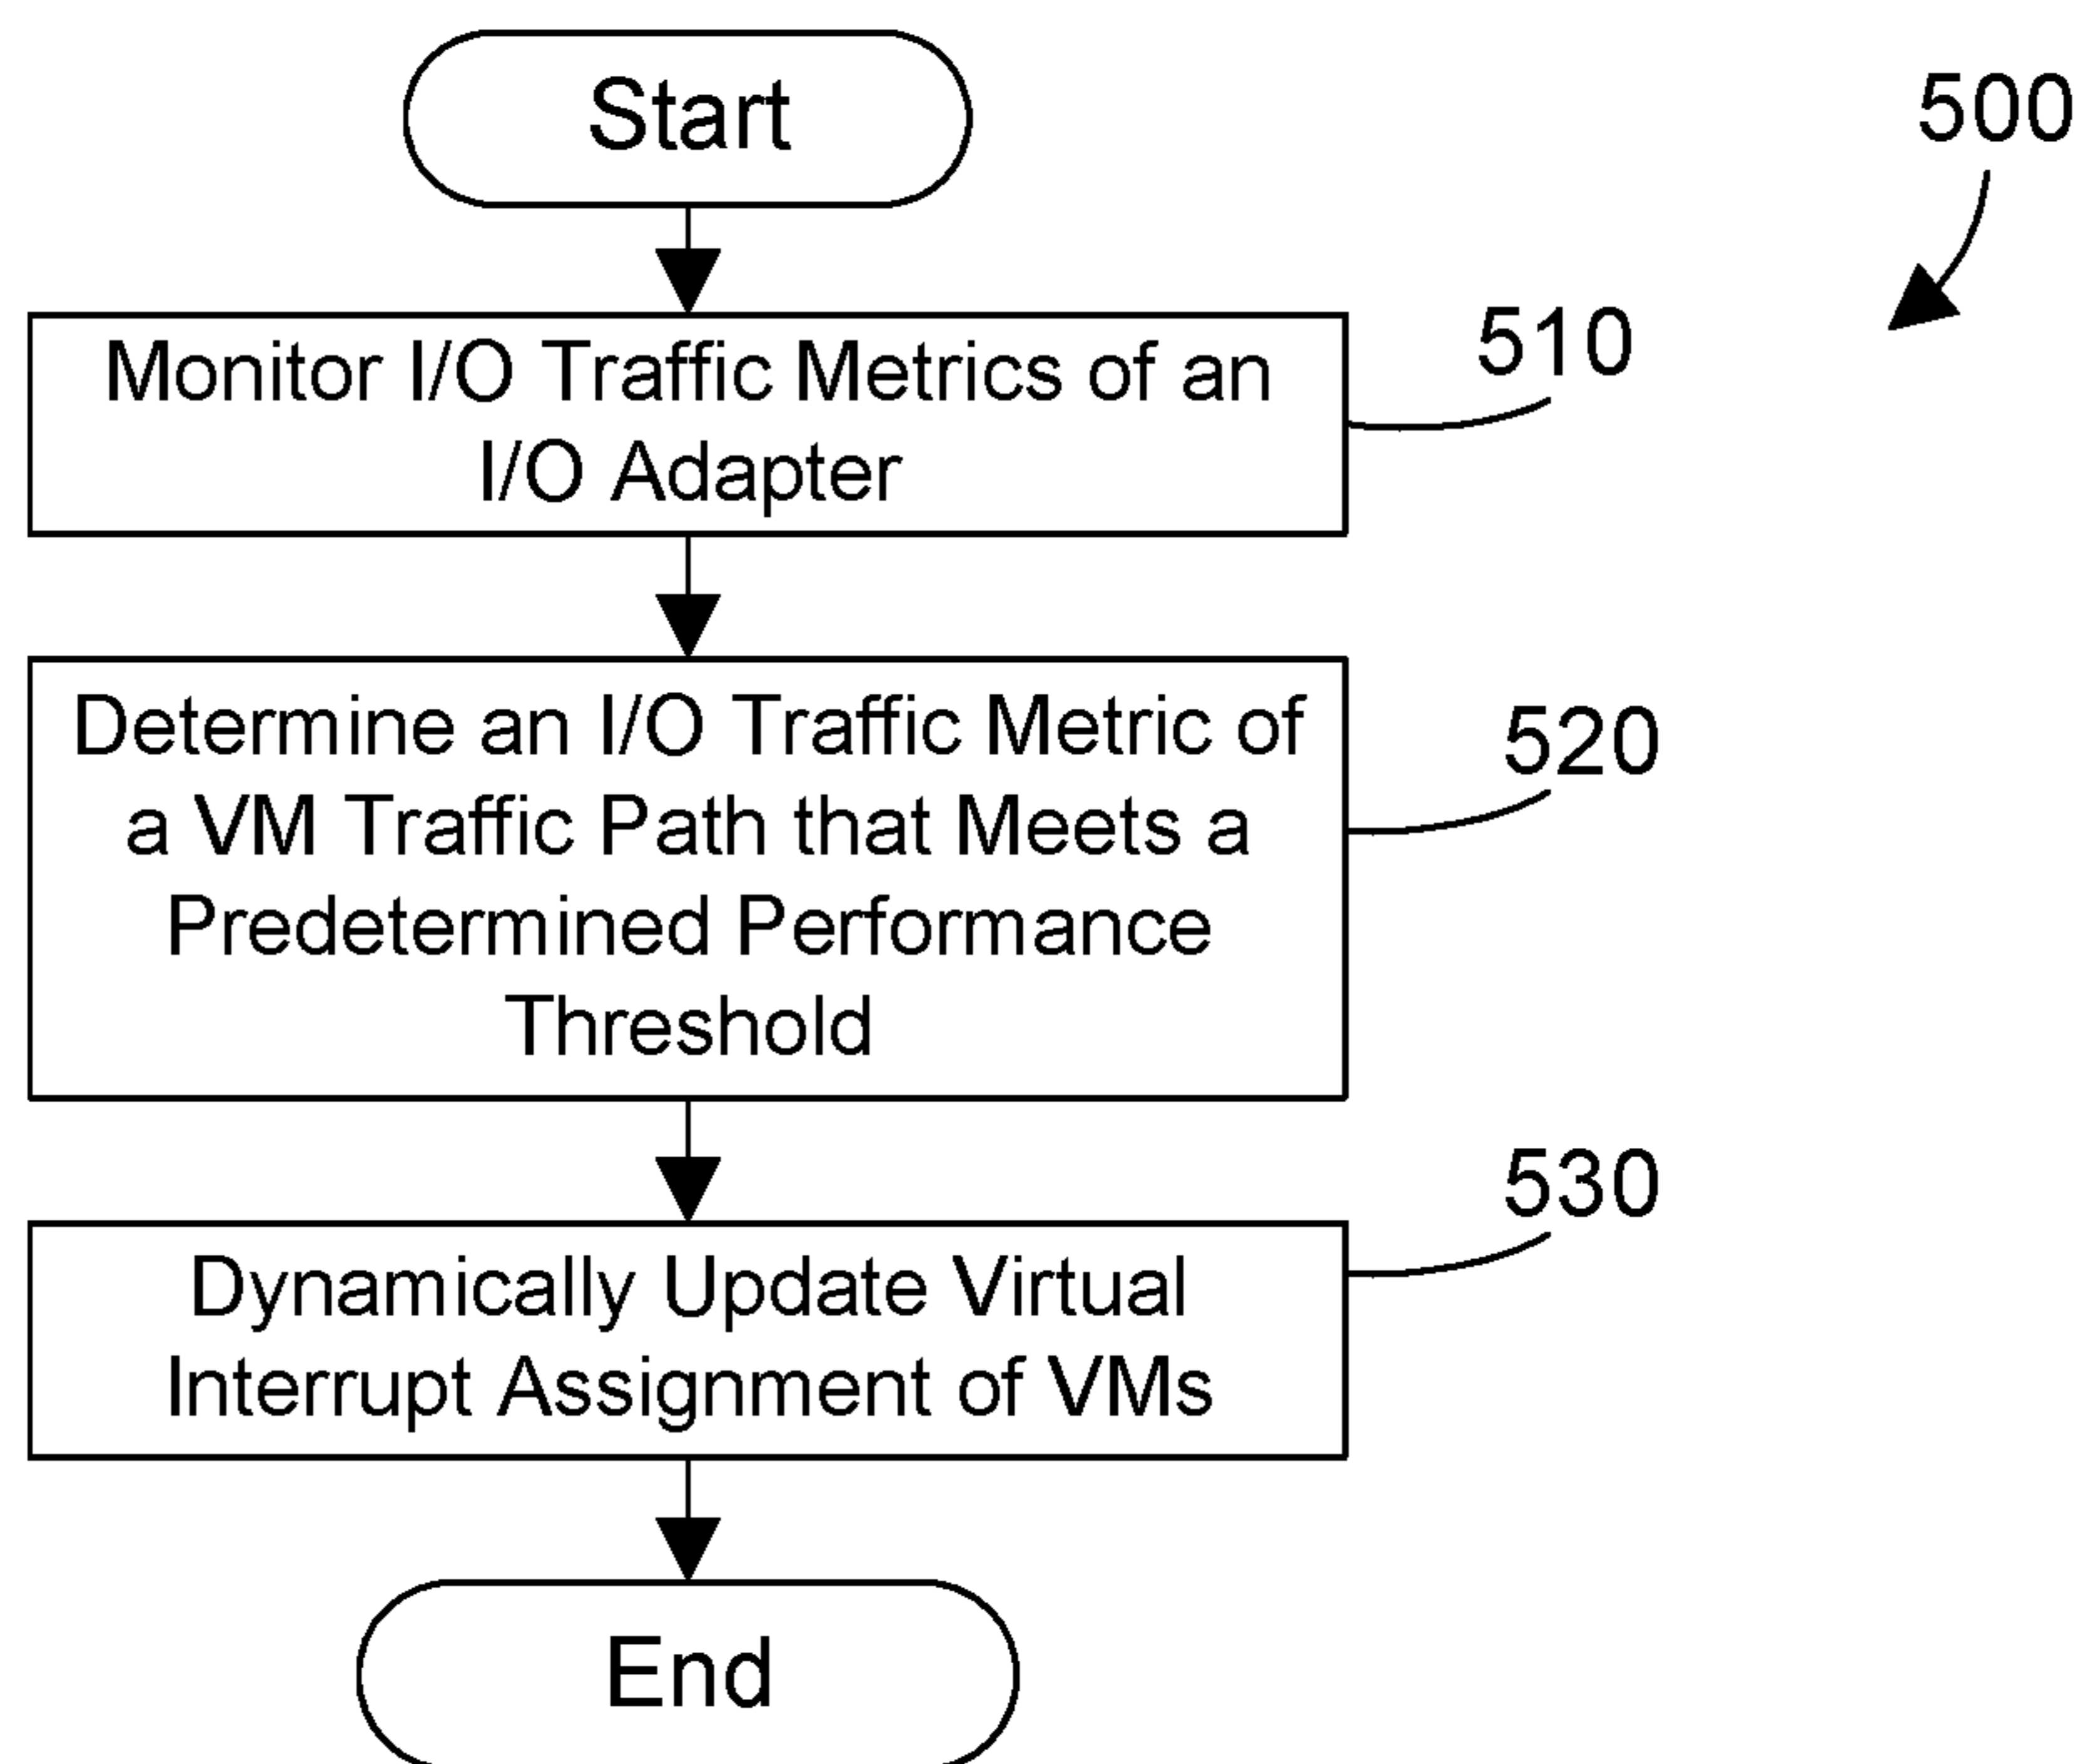 Start
500
Monitor I/O Traffic Metrics of an
I/O Adapter
510
Determine an I/O Traffic Metric of
a VM Traffic Path that Meets a
Predetermined Performance
Threshold
520
Dynamically Update Virtual
Interrupt Assignment of VMs
530
End